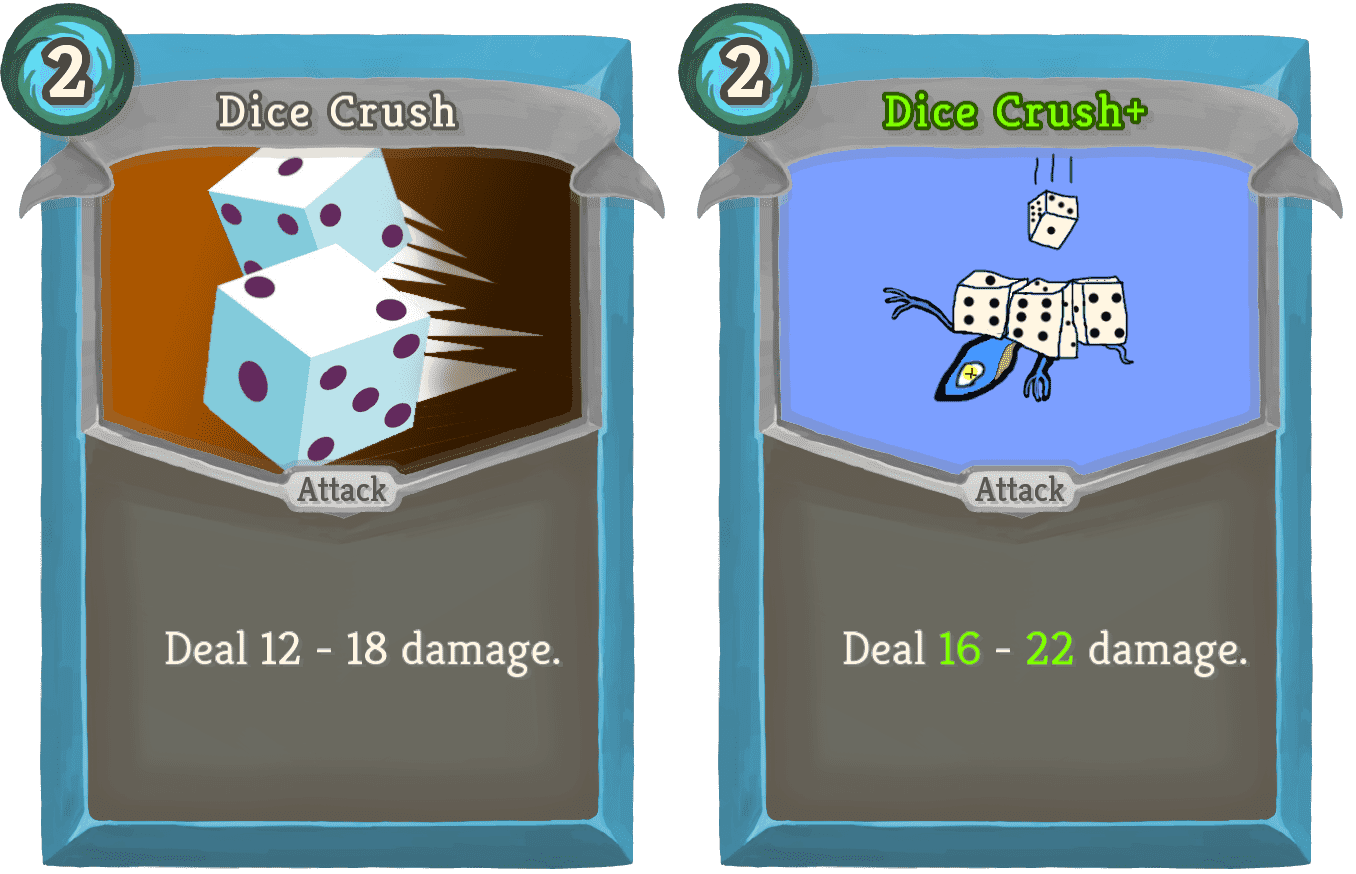 2
Dice Crush
Attack
Deal 12 - 18 damage.
2
Dice Crush+
Attack
Deal 16 - 22 damage.